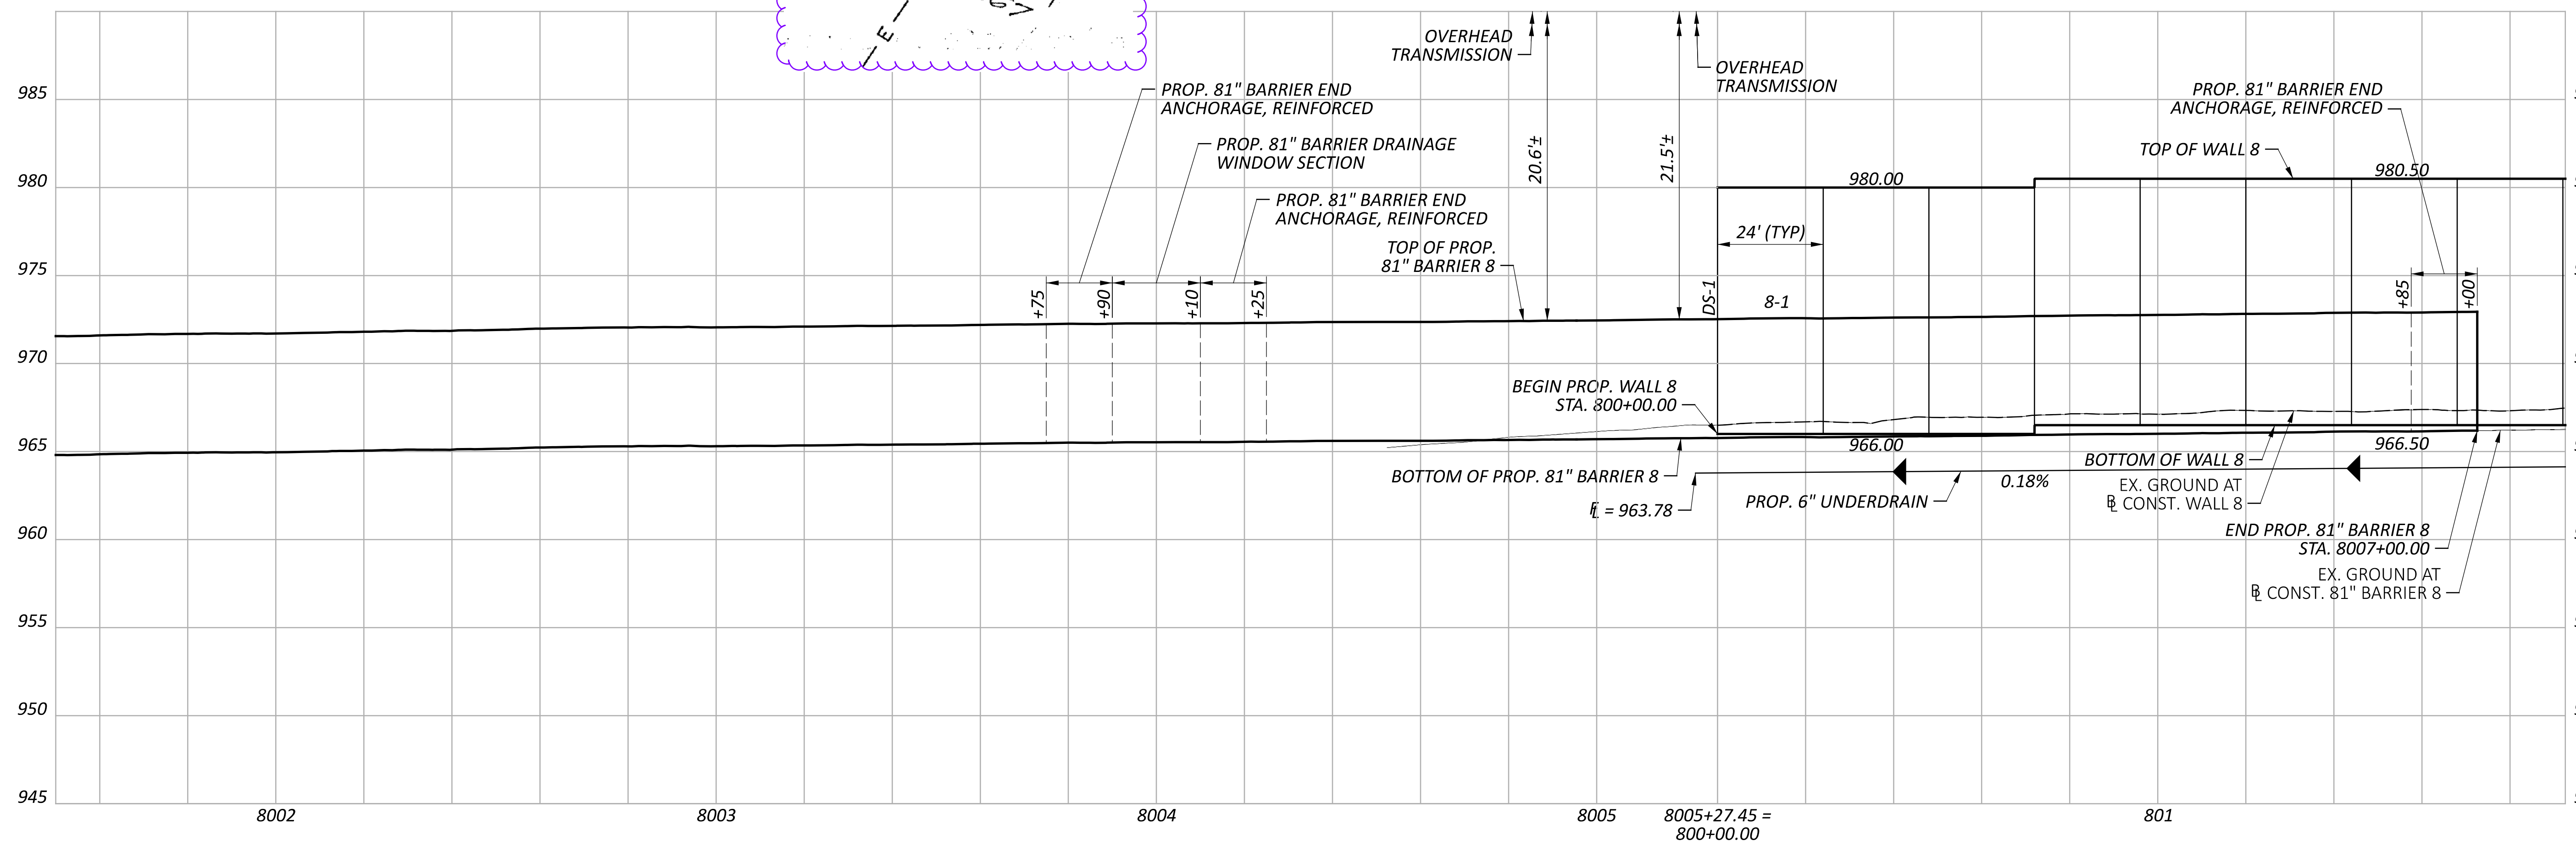 E
OVERHEAD
TRANSMISSION
OVERHEAD
TRANSMISSION
PROP. 81" BARRIER END
ANCHORAGE, REINFORCED
PROP. 81" BARRIER DRAINAGE
WINDOW SECTION
PROP. 81" BARRIER END
ANCHORAGE, REINFORCED
TOP OF PROP.
81" BARRIER 8
20.6'±
21.5'±
PROP. 81" BARRIER END
ANCHORAGE, REINFORCED
TOP OF WALL 8
980.00
980.50
24' (TYP)
DS-1
8-1
+75
+90
+10
+25
+85
+00
BEGIN PROP. WALL 8
STA. 800+00.00
966.00
966.50
BOTTOM OF PROP. 81" BARRIER 8
FL = 963.78
PROP. 6" UNDERDRAIN
0.18%
BOTTOM OF WALL 8
EX. GROUND AT
BL CONST. WALL 8
END PROP. 81" BARRIER 8
STA. 8007+00.00
EX. GROUND AT
BL CONST. 81" BARRIER 8
985
980
975
970
965
960
955
950
945
8002
8003
8004
8005
8005+27.45 =
800+00.00
801